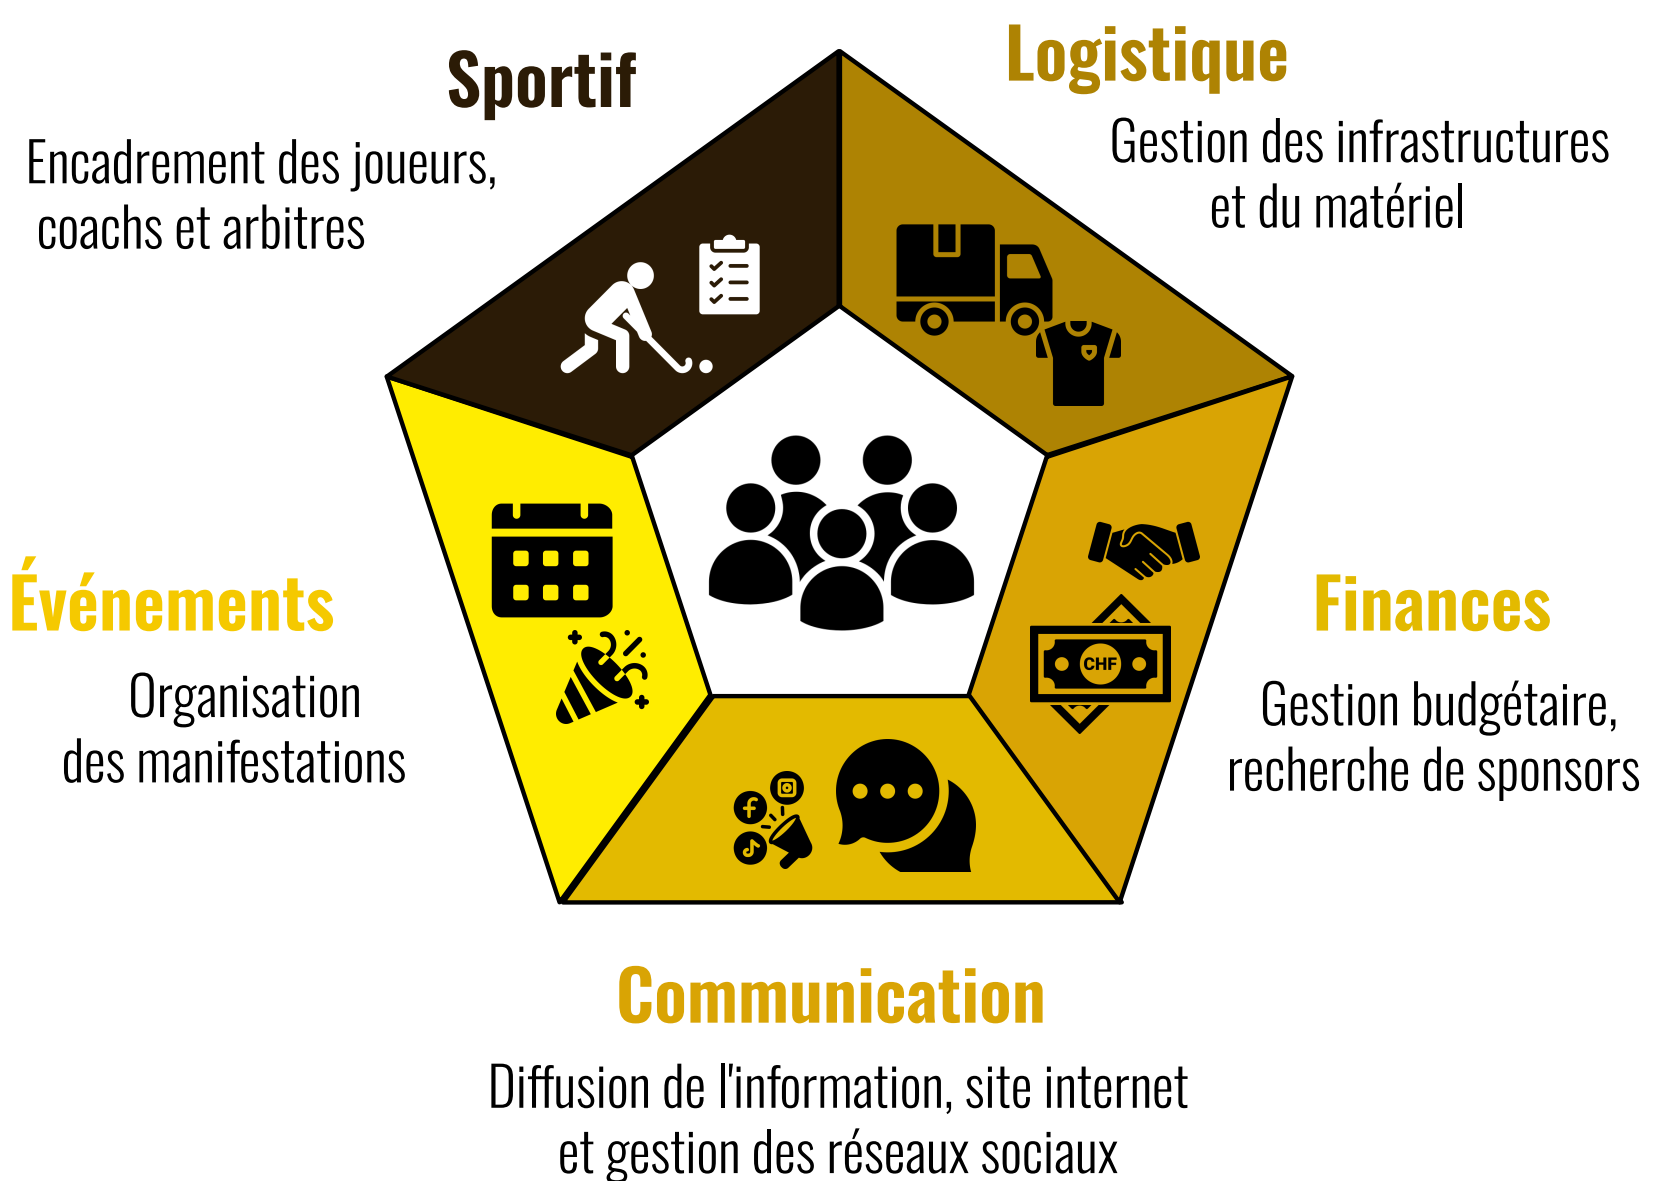 Sportif
Encadrement des joueurs,
coachs et arbitres
Logistique
Gestion des infrastructures
et du matériel
Événements
Organisation
des manifestations
Finances
Gestion budgétaire,
recherche de sponsors
CHF
Communication
Diffusion de l'information, site internet
et gestion des réseaux sociaux